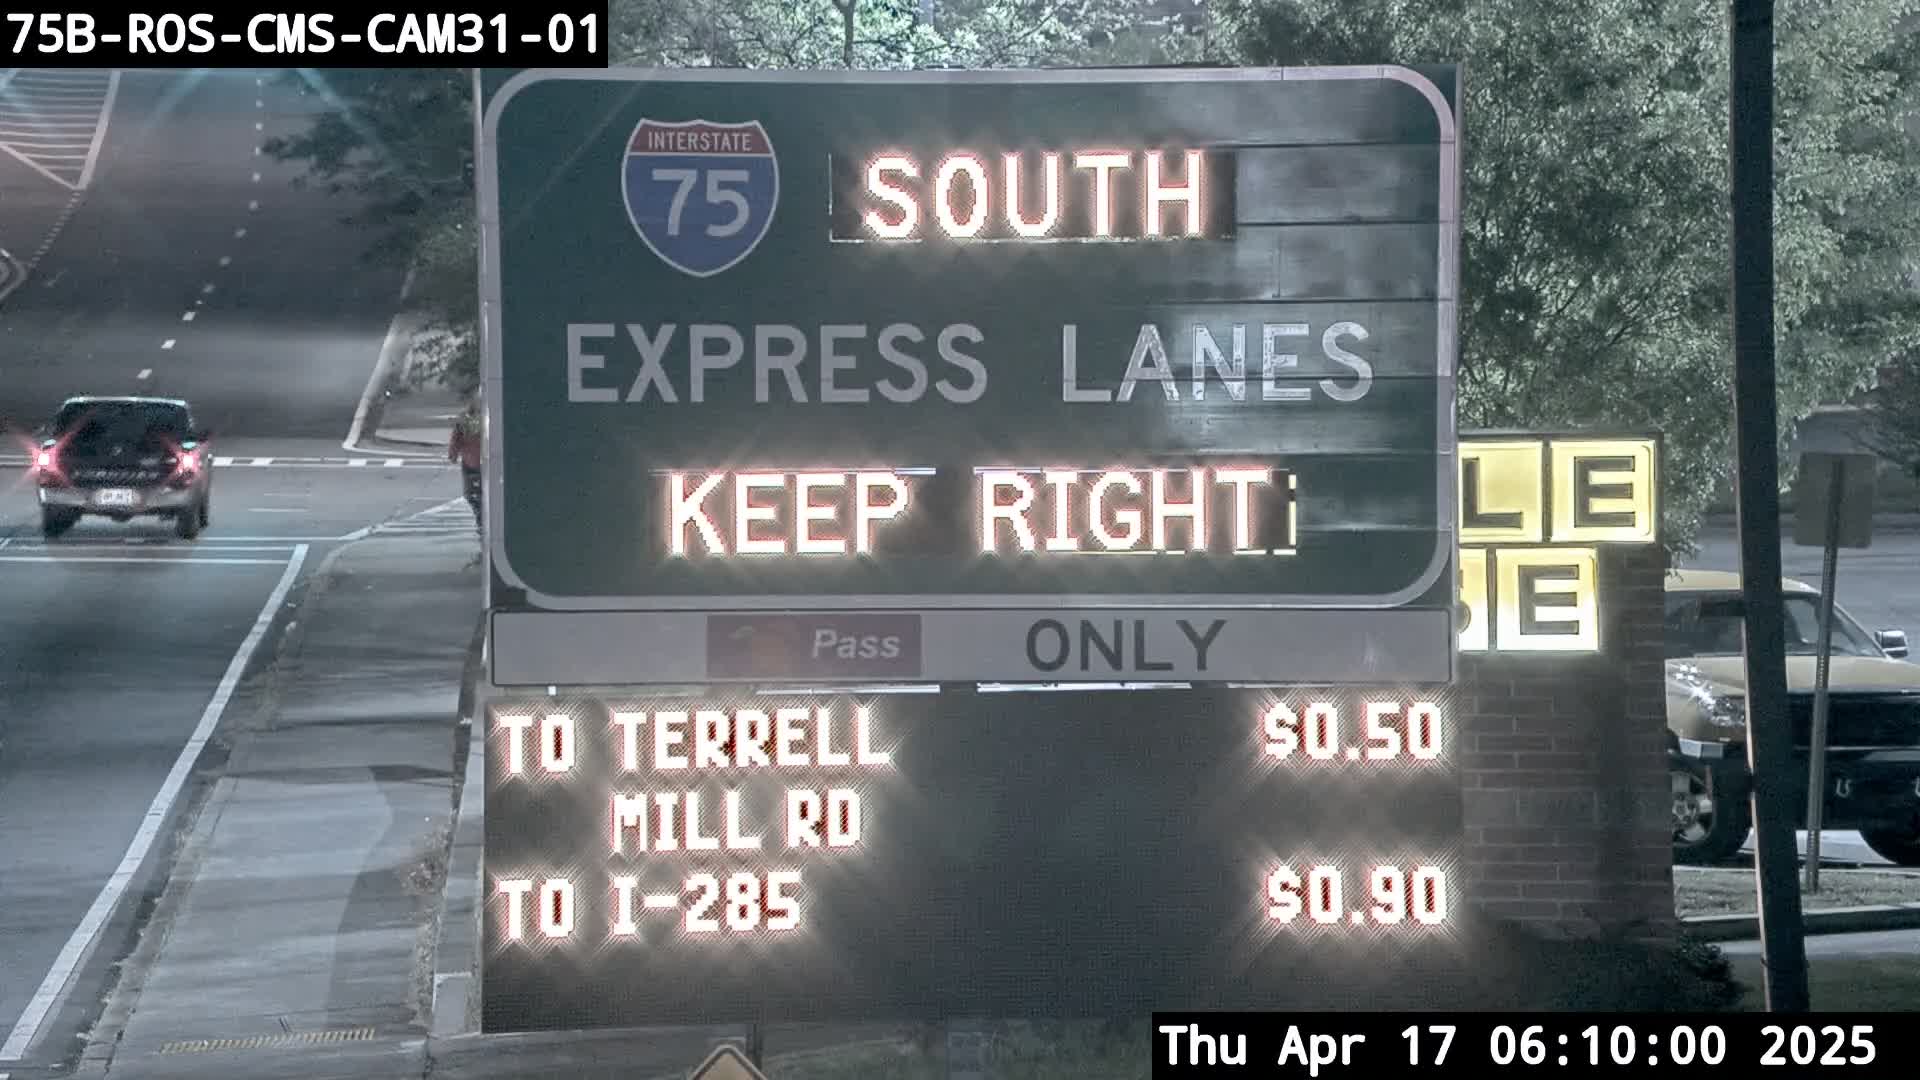 75B-ROS-CMS-CAM31-01
INTERSTATE
75
SOUTH
EXPRESS LANES
KEEP RIGHT
Pass ONLY
TO TERRELL $0.50
MILL RD
TO I-285 $0.90
LE
E
Thu Apr 17 06:10:00 2025